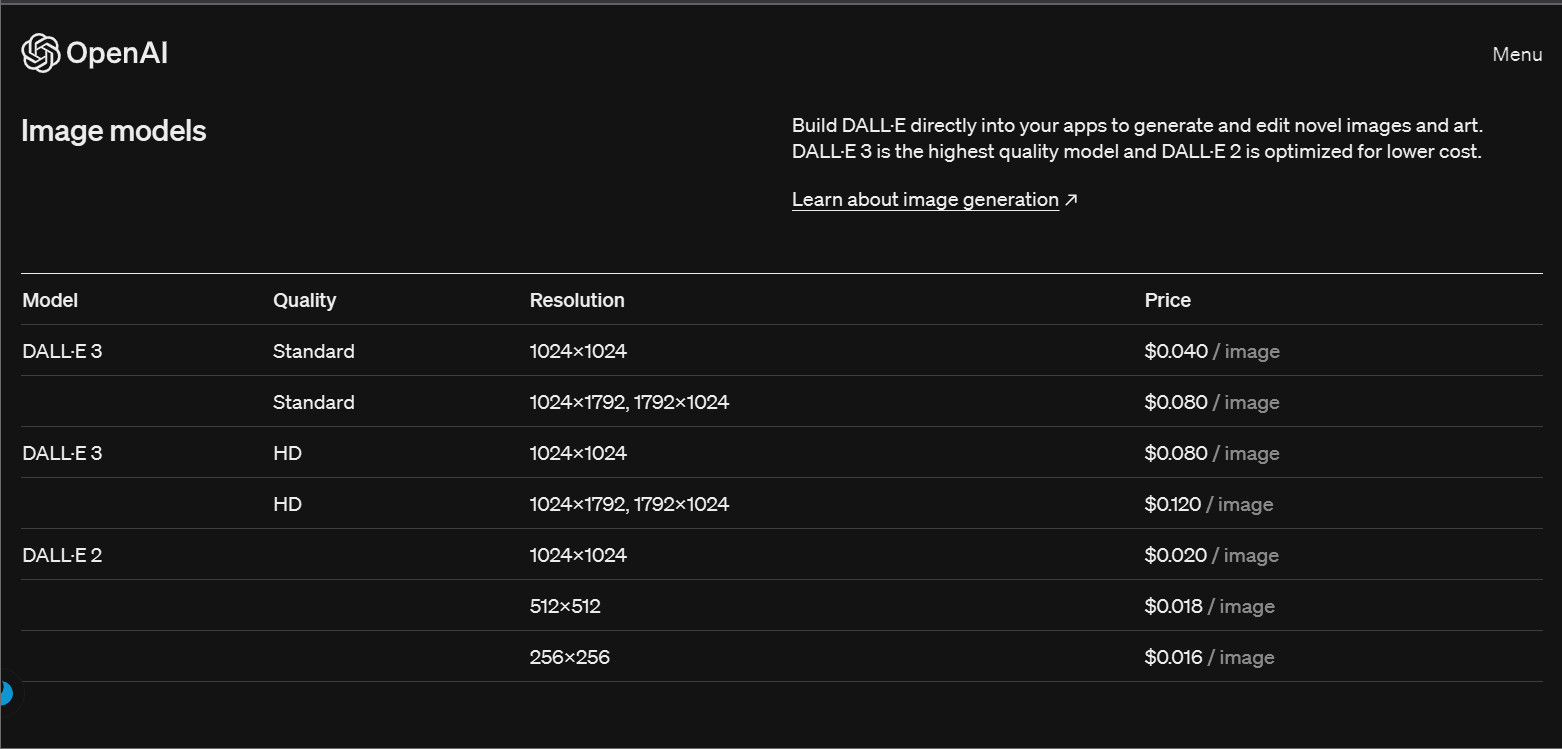 OpenAI
Menu
Image models
Build DALL·E directly into your apps to generate and edit novel images and art.
DALL·E 3 is the highest quality model and DALL·E 2 is optimized for lower cost.
Learn about image generation ↗
Model Quality Resolution Price
DALL·E 3 Standard 1024×1024 $0.040 / image
Standard 1024×1792, 1792×1024 $0.080 / image
DALL·E 3 HD 1024×1024 $0.080 / image
HD 1024×1792, 1792×1024 $0.120 / image
DALL·E 2 1024×1024 $0.020 / image
512×512 $0.018 / image
256×256 $0.016 / image